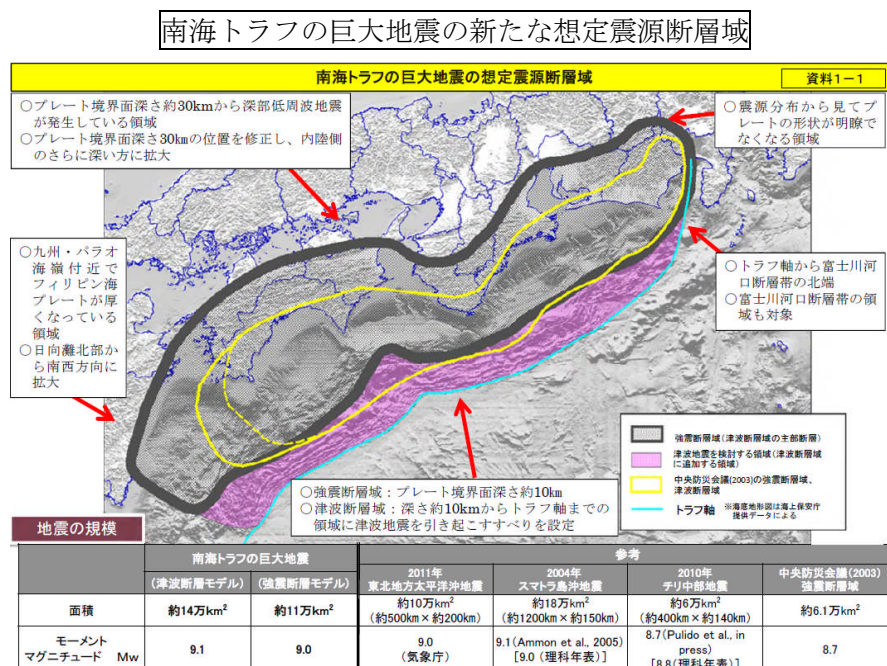 南海トラフの巨大地震の新たな想定震源断層域
南海トラフの巨大地震の想定震源断層域
資料1-1
○プレート境界面深さ約30kmから深部低周波地震
が発生している領域
○プレート境界面深さ30kmの位置を修正し、内陸側
のさらに深い方に拡大
○震源分布から見てプ
レートの形状が明瞭で
なくなる領域
○九州・パラオ
海嶺付近で
フィリピン海
プレートが厚
くなっている
領域
○日向灘北部か
ら南西方向に
拡大
○トラフ軸から富士川河
口断層帯の北端
○富士川河口断層帯の領
域も対象
○強震断層域：プレート境界面深さ約10km
○津波断層域：深さ約10kmからトラフ軸までの
領域に津波地震を引き起こすすべりを設定
強震断層域(津波断層域の主部断層)
津波地震を検討する領域(津波断層域
に追加する領域)
中央防災会議(2003)の強震断層域、
津波断層域
トラフ軸 ※海底地形図は海上保安庁
提供データによる
地震の規模
南海トラフの巨大地震 参考
(津波断層モデル) (強震断層モデル) 2011年
東北地方太平洋沖地震 2004年
スマトラ島沖地震 2010年
チリ中部地震 中央防災会議(2003)
強震断層域
面積 約14万km² 約11万km² 約10万km²
(約500km×約200km) 約18万km²
(約1200km×約150km) 約6万km²
(約400km×約140km) 約6.1万km²
モーメント
マグニチュード Mw 9.1 9.0 9.0
(気象庁) 9.1(Ammon et al., 2005)
[9.0 (理科年表)] 8.7(Pulido et al., in
press)
[8.8(理科年表)] 8.7